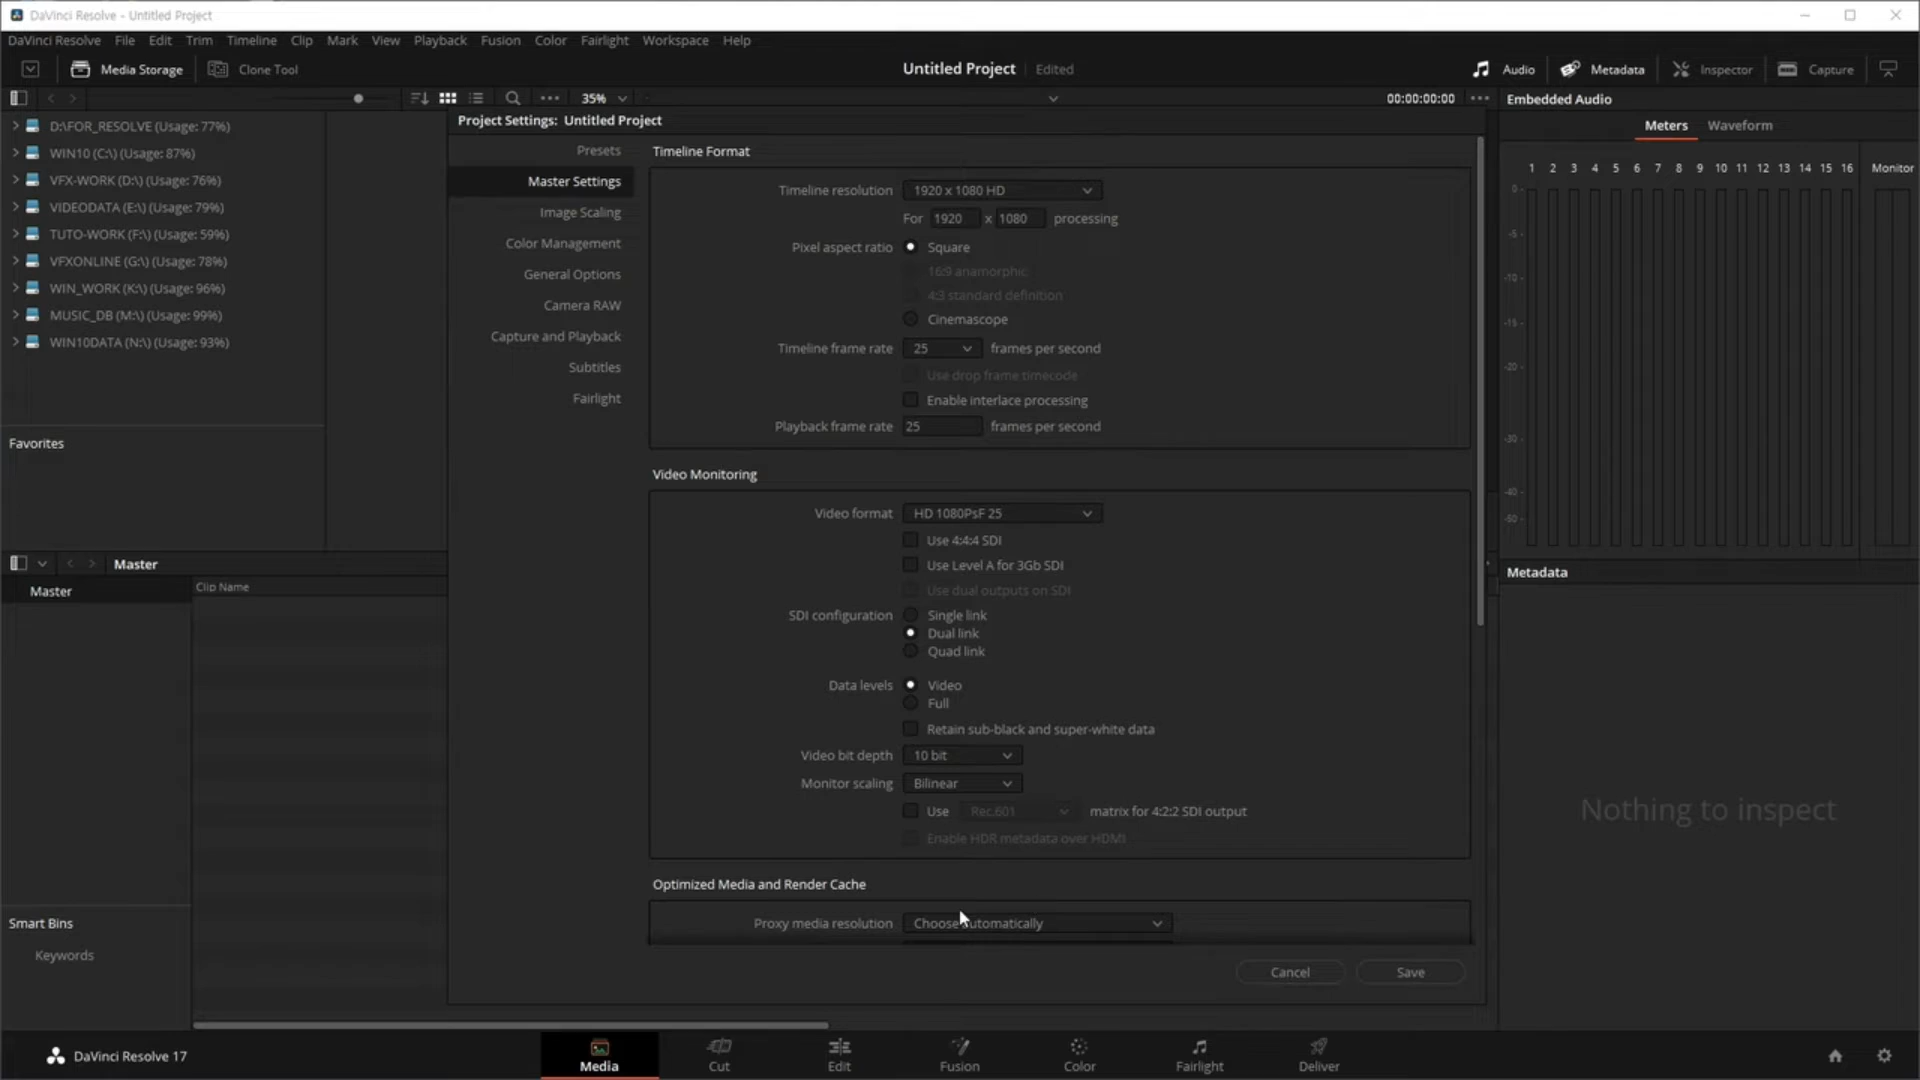 DaVinci Resolve - Untitled Project
DaVinci Resolve File Edit Trim Timeline Clip Mark View Playback Fusion Color Fairlight Workspace Help
Media Storage Clone Tool Untitled Project Edited Audio Metadata Inspector Capture
35% 00:00:00:00 Embedded Audio
Project Settings: Untitled Project
Meters Waveform
1 2 3 4 5 6 7 8 9 10 11 12 13 14 15 16 Monitor
0-
-5-
-10-
-15-
-20-
-30-
-40-
-50-
D:\FOR_RESOLVE (Usage: 77%)
WIN10 (C:\) (Usage: 87%)
VFX-WORK (D:\) (Usage: 76%)
VIDEODATA (E:\) (Usage: 79%)
TUTO-WORK (F:\) (Usage: 59%)
VFXONLINE (G:\) (Usage: 78%)
WIN_WORK (K:\) (Usage: 96%)
MUSIC_DB (M:\) (Usage: 99%)
WIN10DATA (N:\) (Usage: 93%)
Favorites
Master
Master
Clip Name
Smart Bins
Keywords
Presets
Master Settings
Image Scaling
Color Management
General Options
Camera RAW
Capture and Playback
Subtitles
Fairlight
Timeline Format
Timeline resolution 1920 x 1080 HD
For 1920 x 1080 processing
Pixel aspect ratio Square
16:9 anamorphic
4:3 standard definition
Cinemascope
Timeline frame rate 25 frames per second
Use drop frame timecode
Enable interlace processing
Playback frame rate 25 frames per second
Video Monitoring
Video format HD 1080PsF 25
Use 4:4:4 SDI
Use Level A for 3Gb SDI
Use dual outputs on SDI
SDI configuration Single link
Dual link
Quad link
Data levels Video
Full
Retain sub-black and super-white data
Video bit depth 10 bit
Monitor scaling Bilinear
Use Rec.601 matrix for 4:2:2 SDI output
Enable HDR metadata over HDMI
Optimized Media and Render Cache
Proxy media resolution Choose automatically
Cancel Save
Metadata
Nothing to inspect
DaVinci Resolve 17
Media Cut Edit Fusion Color Fairlight Deliver